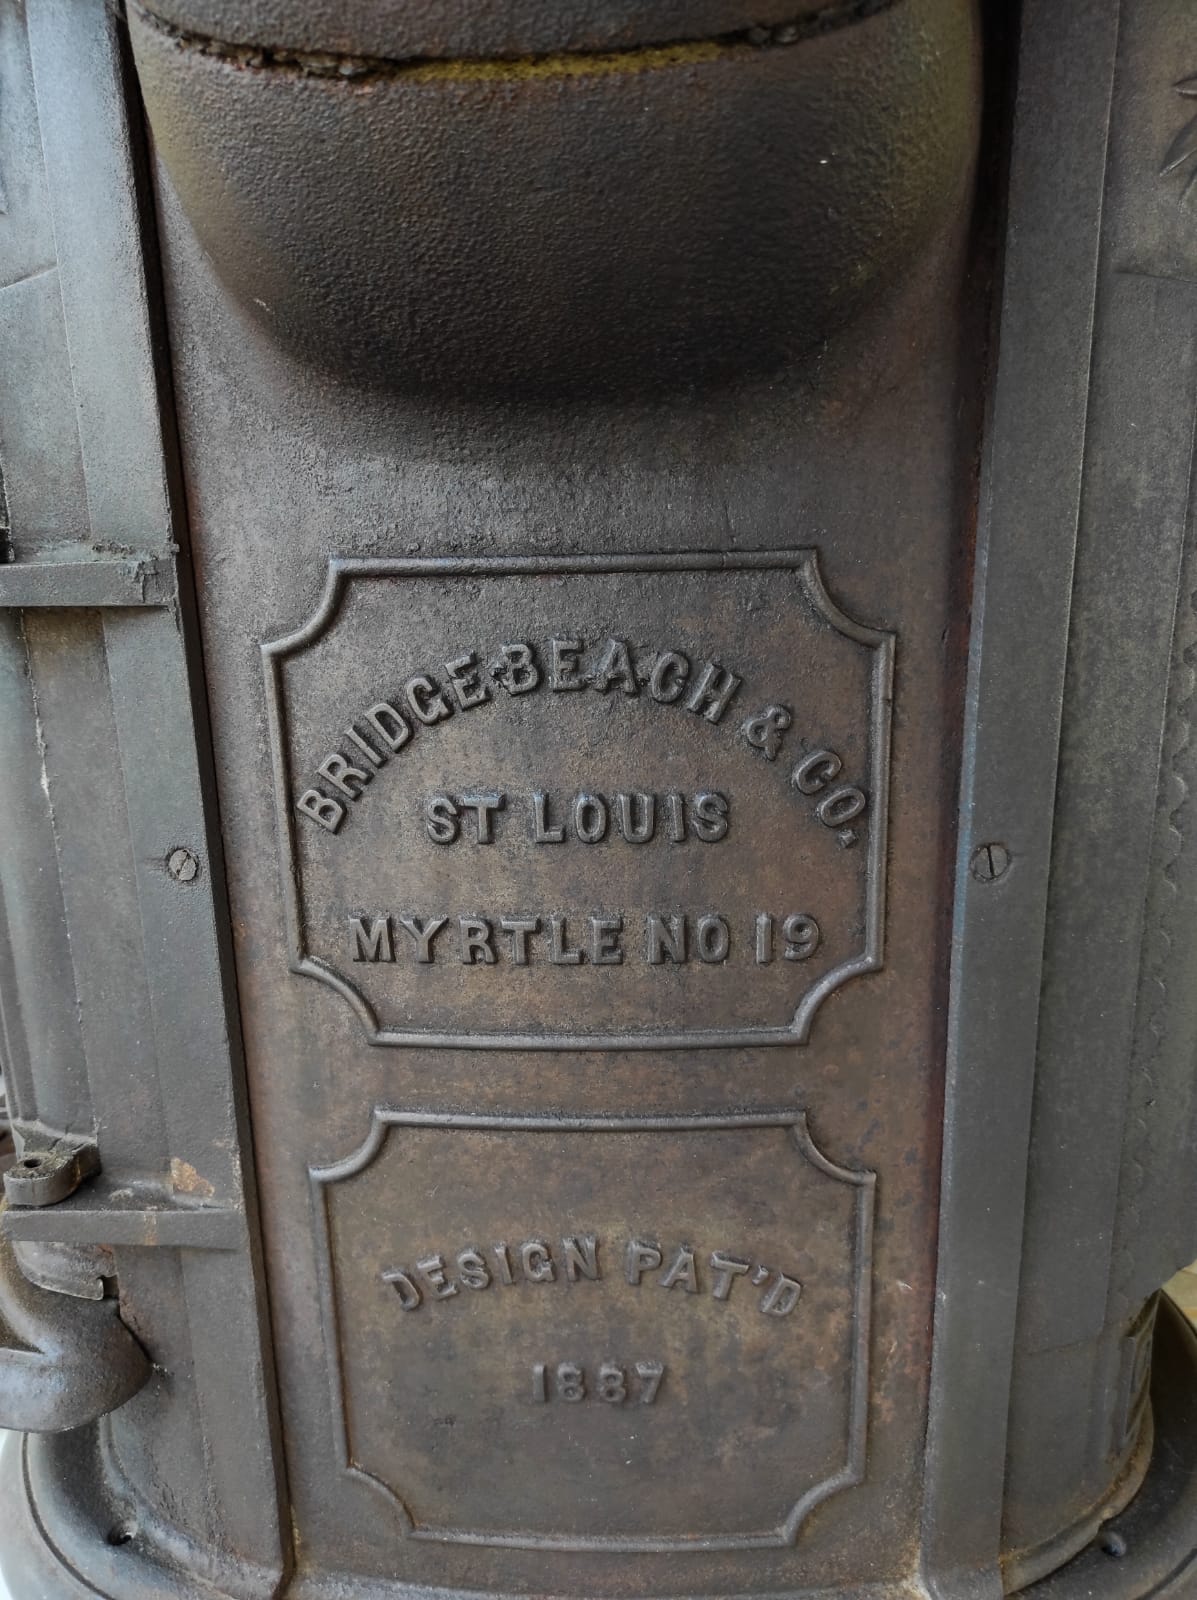 BRIDGE·BEACH & CO.
ST LOUIS
MYRTLE NO 19
DESIGN PAT'D
1887